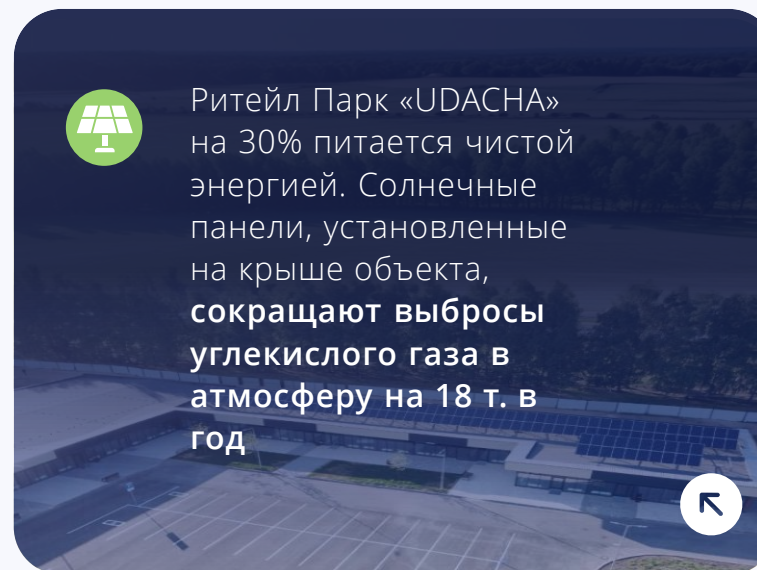 Ритейл Парк «UDACHA»
на 30% питается чистой
энергией. Солнечные
панели, установленные
на крыше объекта,
сокращают выбросы
углекислого газа в
атмосферу на 18 т. в
год